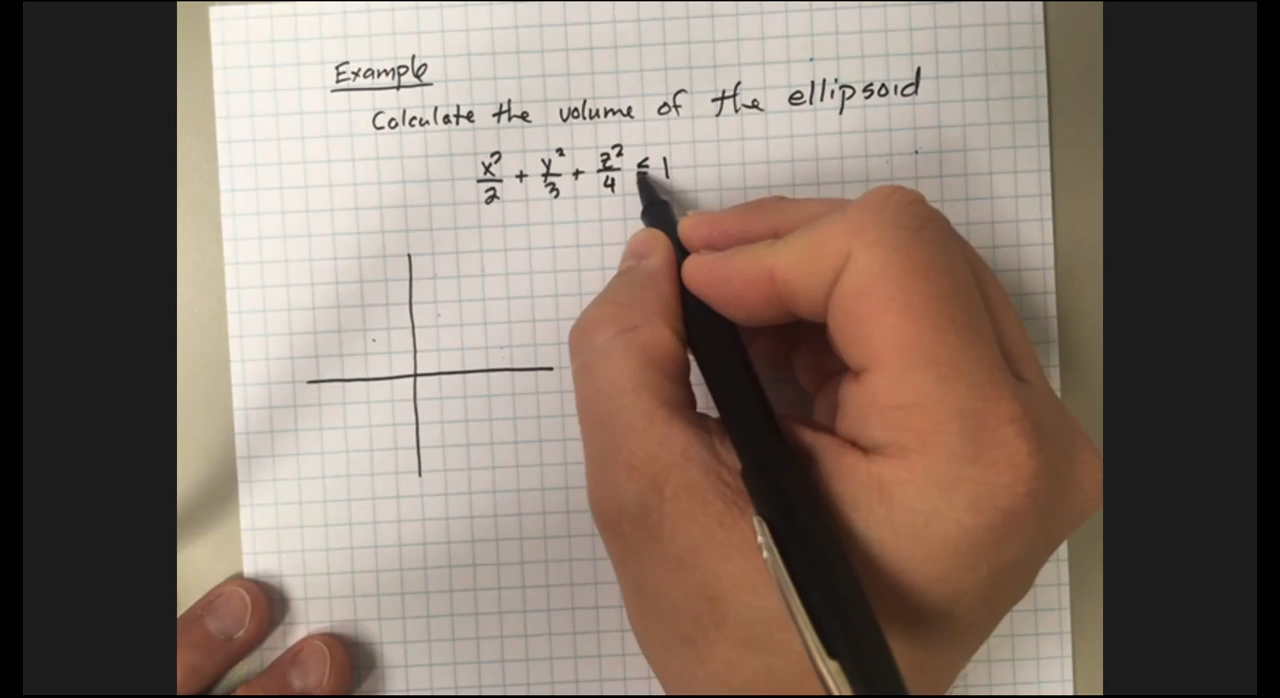 Example
Calculate the volume of the ellipsoid
x²/2 + y²/3 + z²/4 ≤ 1